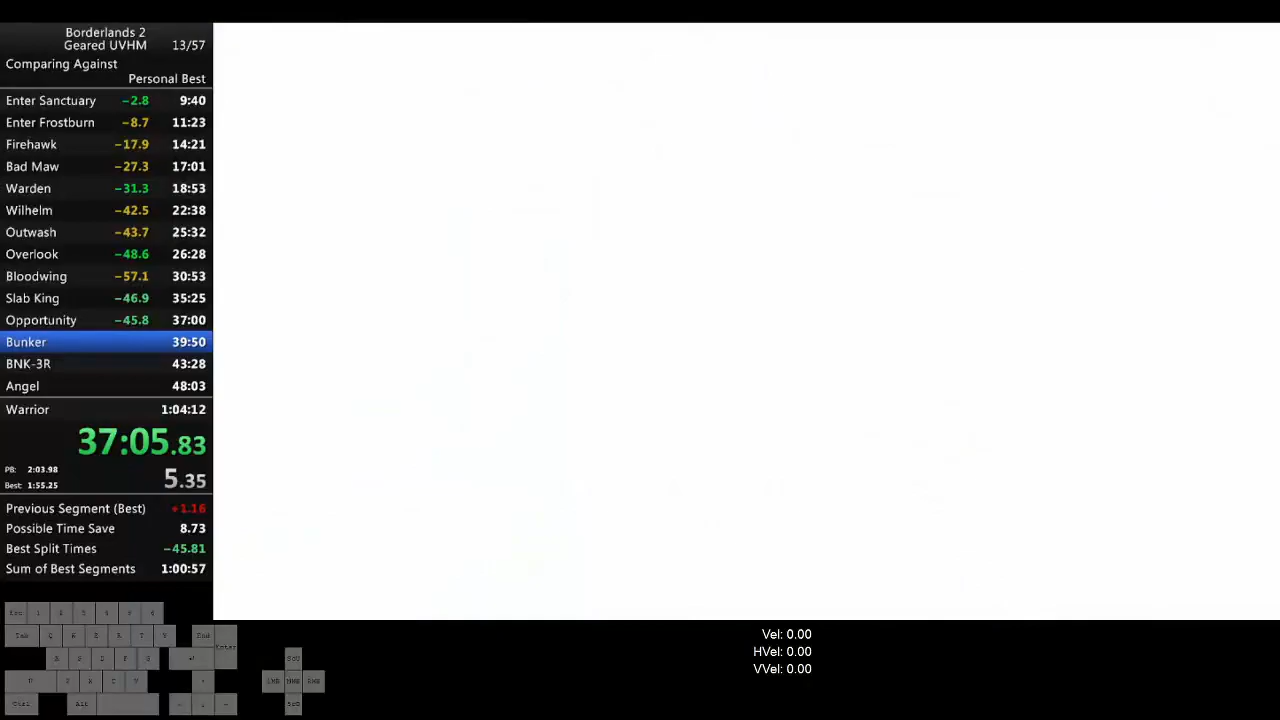 Borderlands 2
Geared UVHM 13/57
Comparing Against
Personal Best
Enter Sanctuary −2.8 9:40
Enter Frostburn −8.7 11:23
Firehawk −17.9 14:21
Bad Maw −27.3 17:01
Warden −31.3 18:53
Wilhelm −42.5 22:38
Outwash −43.7 25:32
Overlook −48.6 26:28
Bloodwing −57.1 30:53
Slab King −46.9 35:25
Opportunity −45.8 37:00
Bunker 39:50
BNK-3R 43:28
Angel 48:03
Warrior 1:04:12
37:05.83
PB: 2:03.98
Best: 1:55.25
5.35
Previous Segment (Best) +1.16
Possible Time Save 8.73
Best Split Times −45.81
Sum of Best Segments 1:00:57
Vel: 0.00
HVel: 0.00
VVel: 0.00
Tab
End
Enter
Ctrl
Alt